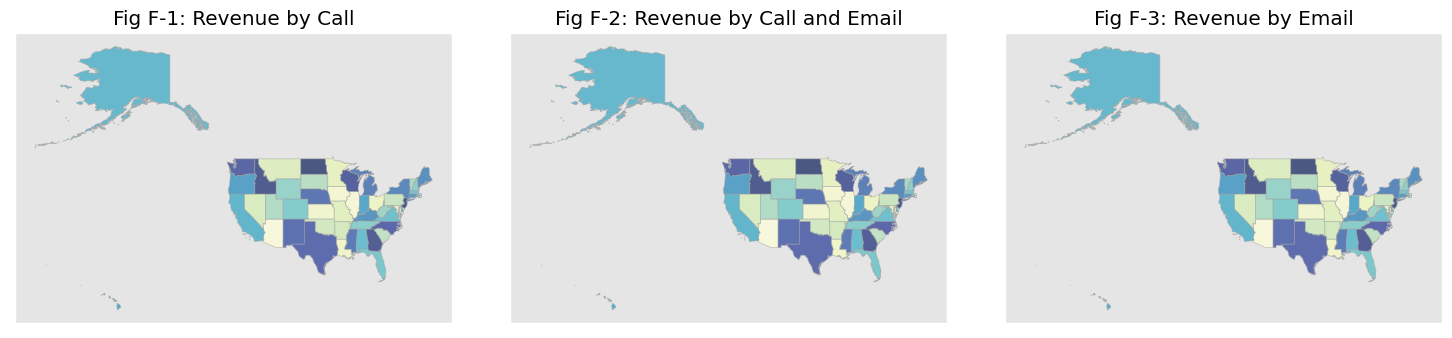 Fig F-1: Revenue by Call
Fig F-2: Revenue by Call and Email
Fig F-3: Revenue by Email